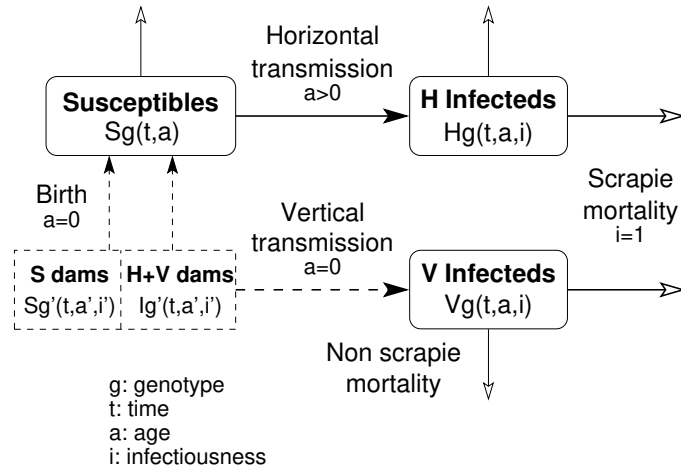 Horizontal
transmission
a>0
Susceptibles
Sg(t,a)
H Infecteds
Hg(t,a,i)
Birth
a=0
Vertical
transmission
a=0
Scrapie
mortality
i=1
S dams
Sg'(t,a',i')
H+V dams
Ig'(t,a',i')
V Infecteds
Vg(t,a,i)
Non scrapie
mortality
g: genotype
t: time
a: age
i: infectiousness